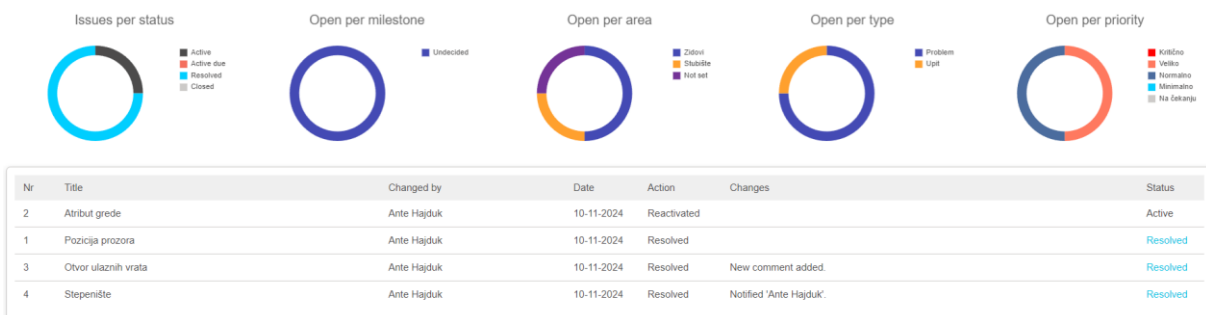 Issues per status
Active
Active due
Resolved
Closed
Open per milestone
Undecided
Open per area
Zidovi
Stubište
Not set
Open per type
Problem
Upit
Open per priority
Kritično
Veliko
Normalno
Minimalno
Na čekanju
Nr Title Changed by Date Action Changes Status
2 Atribut grede Ante Hajduk 10-11-2024 Reactivated Active
1 Pozicija prozora Ante Hajduk 10-11-2024 Resolved Resolved
3 Otvor ulaznih vrata Ante Hajduk 10-11-2024 Resolved New comment added. Resolved
4 Stepenište Ante Hajduk 10-11-2024 Resolved Notified 'Ante Hajduk'. Resolved